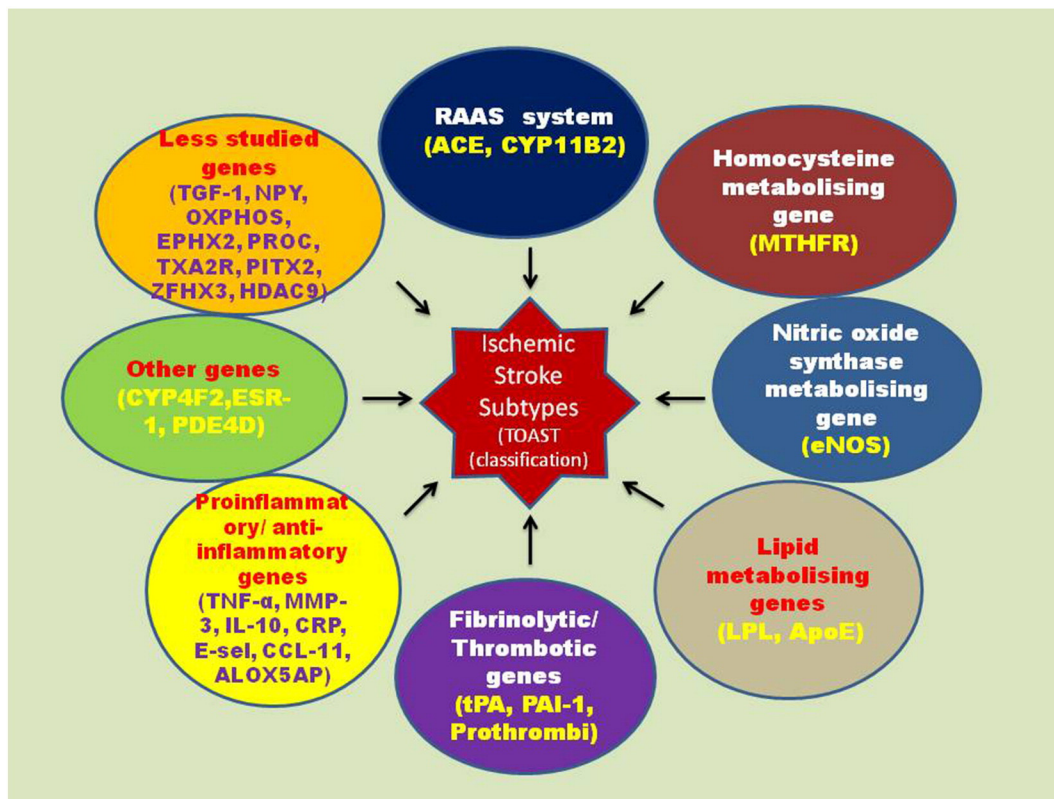 RAAS system
(ACE, CYP11B2)
Homocysteine
metabolising
gene
(MTHFR)
Nitric oxide
synthase
metabolising
gene
(eNOS)
Lipid
metabolising
genes
(LPL, ApoE)
Fibrinolytic/
Thrombotic
genes
(tPA, PAI-1,
Prothrombi)
Proinflammat
ory/ anti-
inflammatory
genes
(TNF-α, MMP-
3, IL-10, CRP,
E-sel, CCL-11,
ALOX5AP)
Other genes
(CYP4F2,ESR-
1, PDE4D)
Less studied
genes
(TGF-1, NPY,
OXPHOS,
EPHX2, PROC,
TXA2R, PITX2,
ZFHX3, HDAC9)
Ischemic
Stroke
Subtypes
(TOAST
(classification)